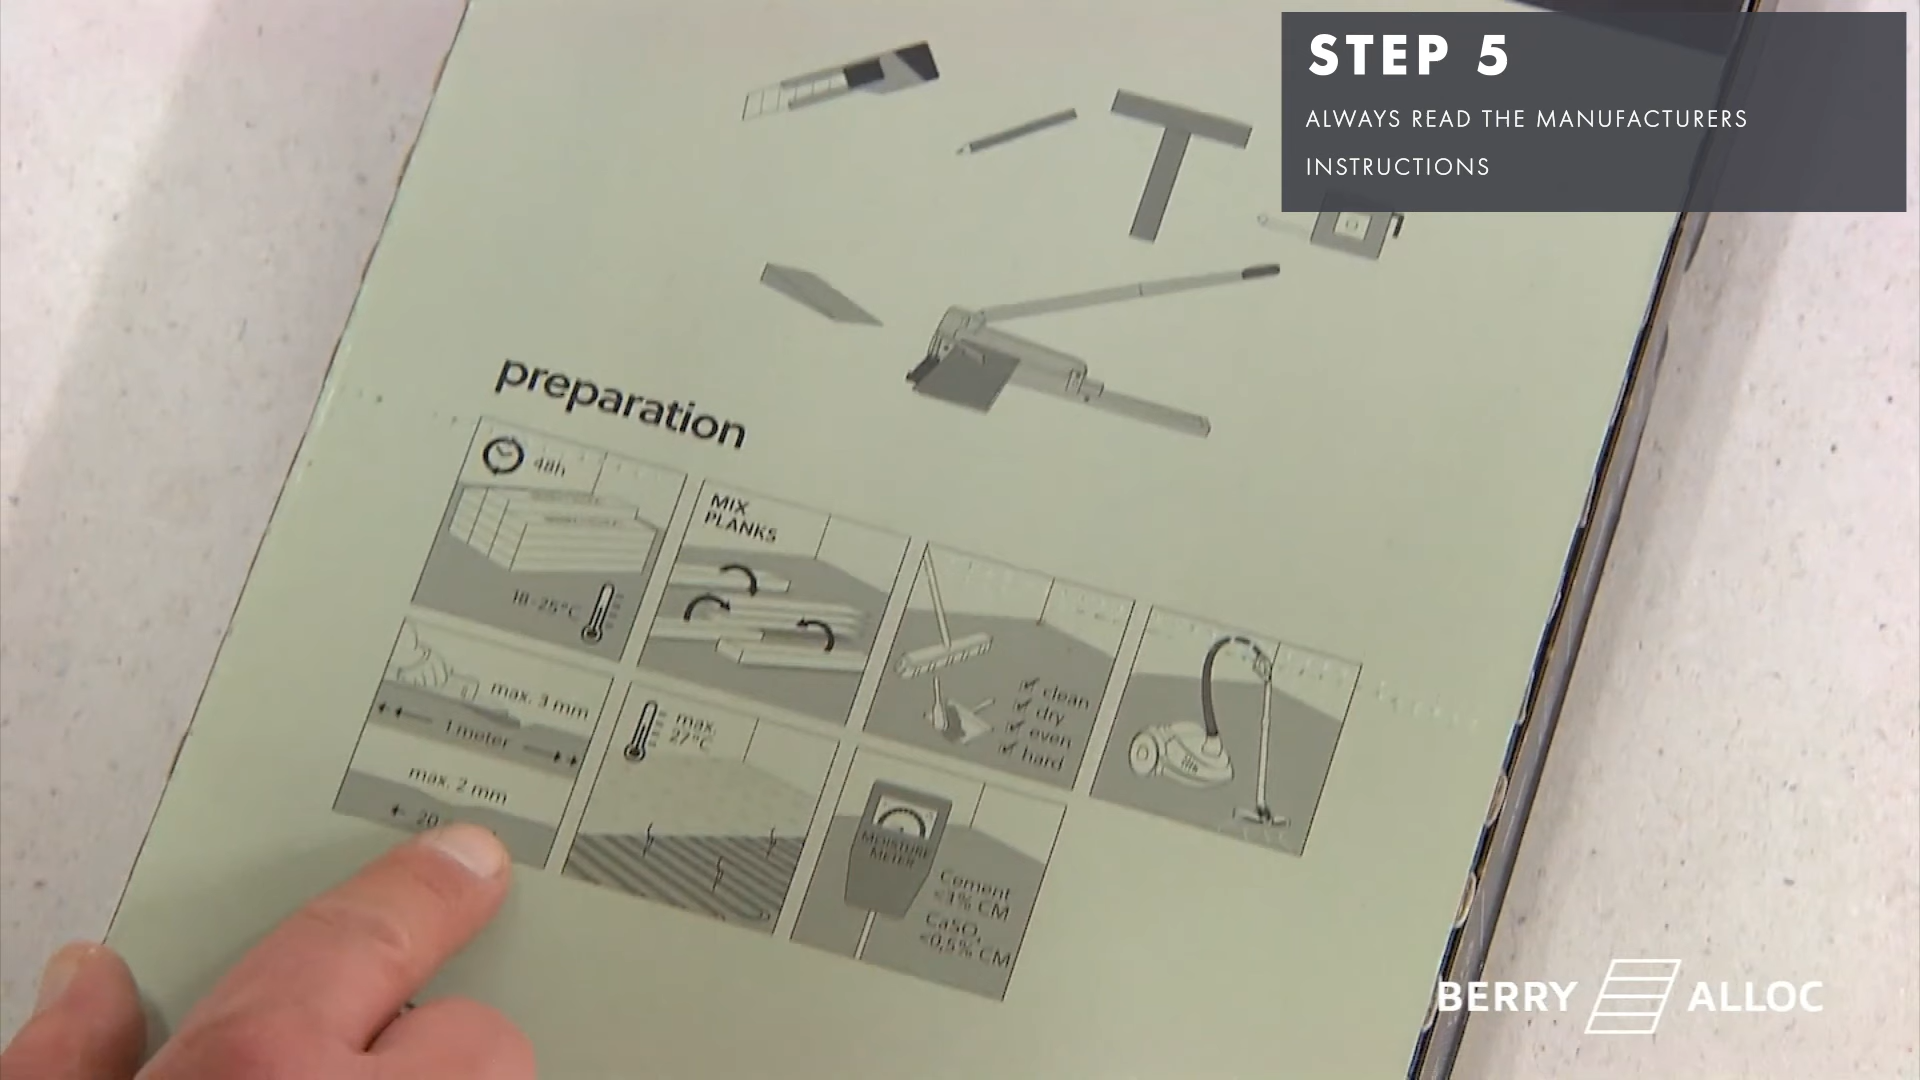 STEP 5
ALWAYS READ THE MANUFACTURERS
INSTRUCTIONS
preparation
48h
18-25°C
MIX
PLANKS
clean
dry
even
hard
max. 3 mm
1 meter
max. 2 mm
20
max.
27°C
MOISTURE
METER
Cement
<1% CM
CaSO₄
<0,5% CM
BERRY ALLOC